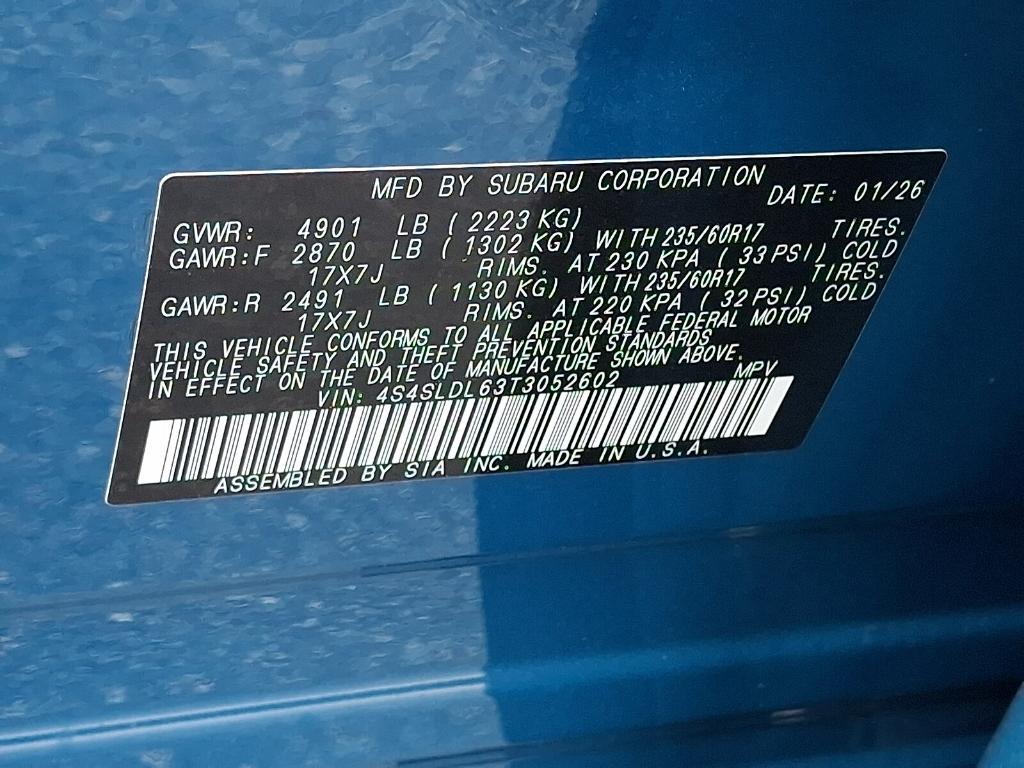 MFD BY SUBARU CORPORATION DATE: 01/26
GVWR: 4901 LB (2223 KG)
GAWR:F 2870 LB (1302 KG) WITH 235/60R17 TIRES.
17X7J RIMS. AT 230 KPA (33 PSI) COLD
GAWR:R 2491 LB (1130 KG) WITH 235/60R17 TIRES.
17X7J RIMS. AT 220 KPA (32 PSI) COLD
THIS VEHICLE CONFORMS TO ALL APPLICABLE FEDERAL MOTOR
VEHICLE SAFETY AND THEFT PREVENTION STANDARDS
IN EFFECT ON THE DATE OF MANUFACTURE SHOWN ABOVE.
VIN: 4S4SLDL63T3052602 MPV
ASSEMBLED BY SIA INC. MADE IN U.S.A.